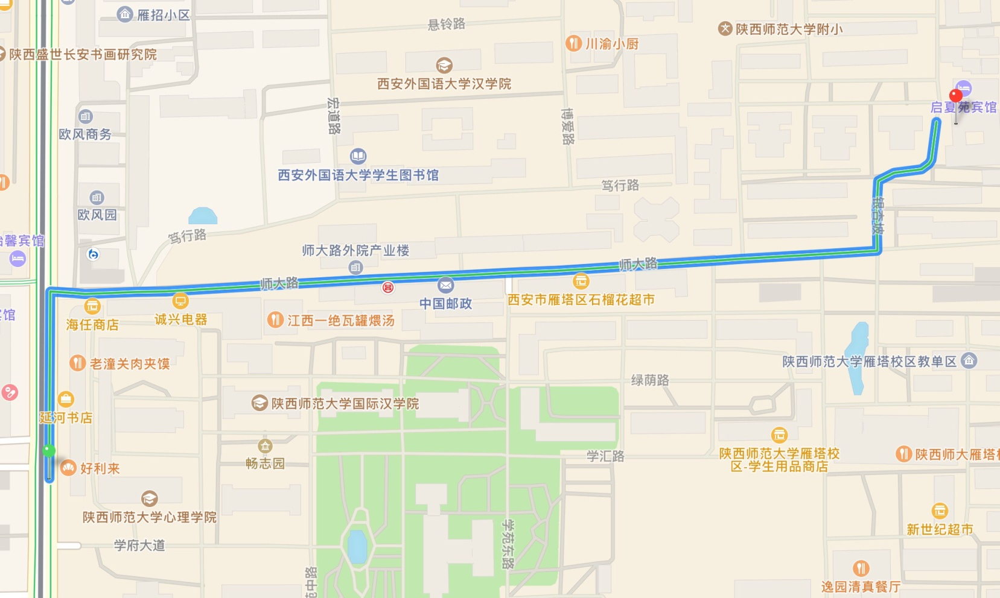 雁招小区
悬铃路
陕西师范大学附小
川渝小厨
陕西盛世长安书画研究院
西安外国语大学汉学院
宏道路
启夏苑宾馆
博爱路
欧风商务
西安外国语大学学生图书馆
笃行路
欧风园
银杏坡
笃行路
怡馨宾馆
师大路外院产业楼
师大路
师大路
中国邮政
西安市雁塔区石榴花超市
宾馆
海任商店
诚兴电器
江西一绝瓦罐煨汤
老潼关肉夹馍
陕西师范大学雁塔校区教单区
绿荫路
陕西师范大学国际汉学院
延河书店
畅志园
学汇路
陕西师范大学雁塔校
区-学生用品商店
陕西师大雁塔校
好利来
陕西师范大学心理学院
新世纪超市
学苑东路
学府大道
苑中路
逸园清真餐厅